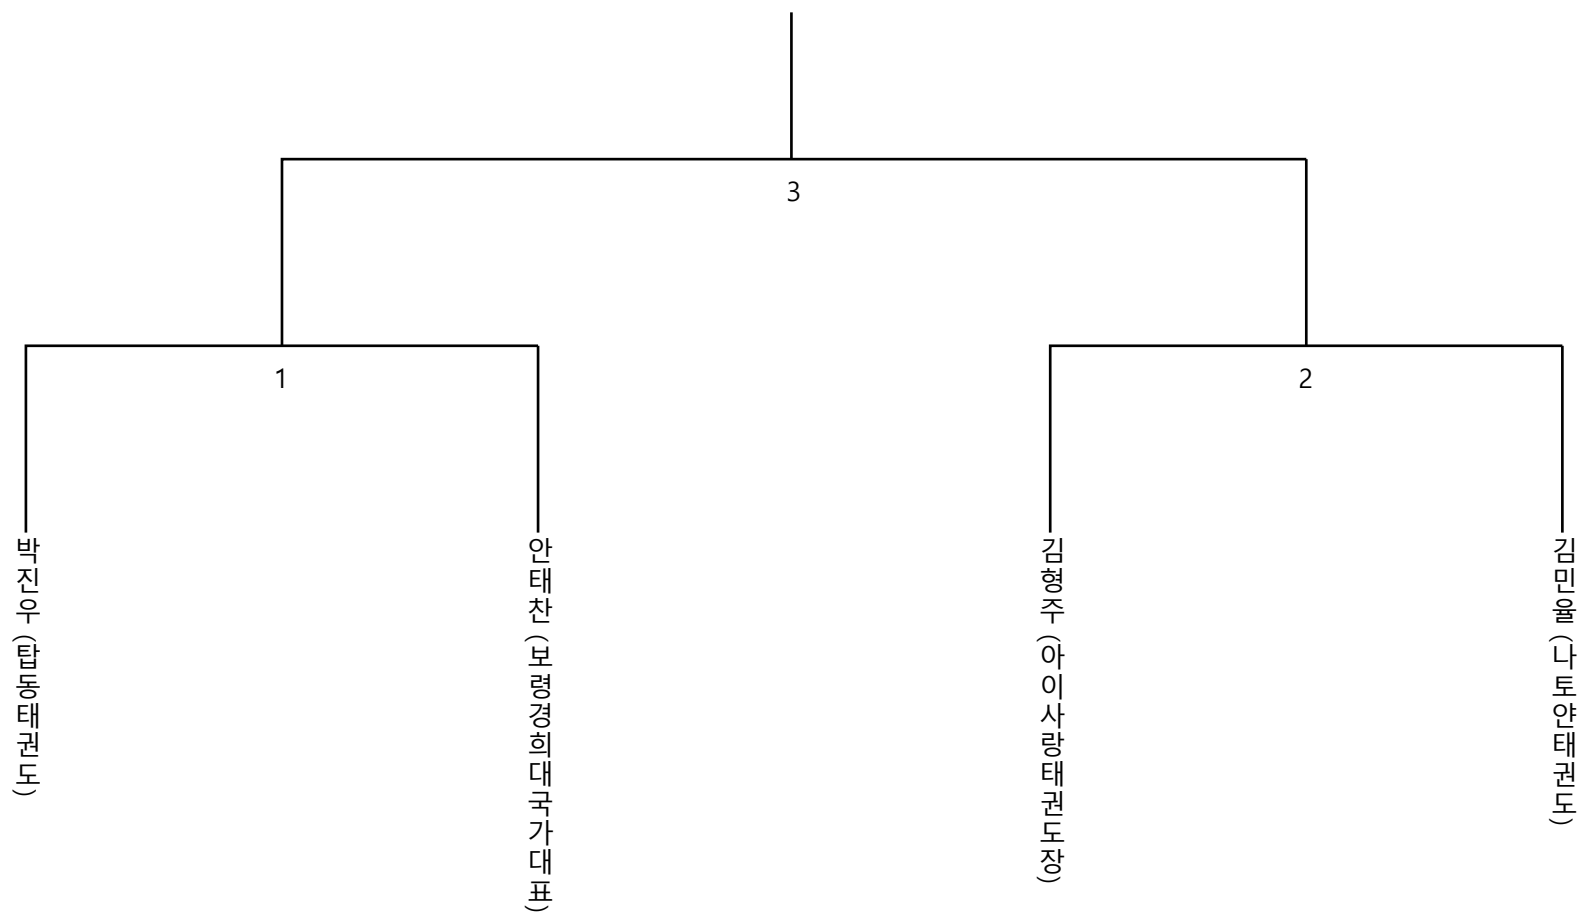 3
1
2
박진우 (탑동태권도)
안태찬 (보령경희대국가대표)
김형주 (아이사랑태권도장)
김민율 (나토얀태권도)